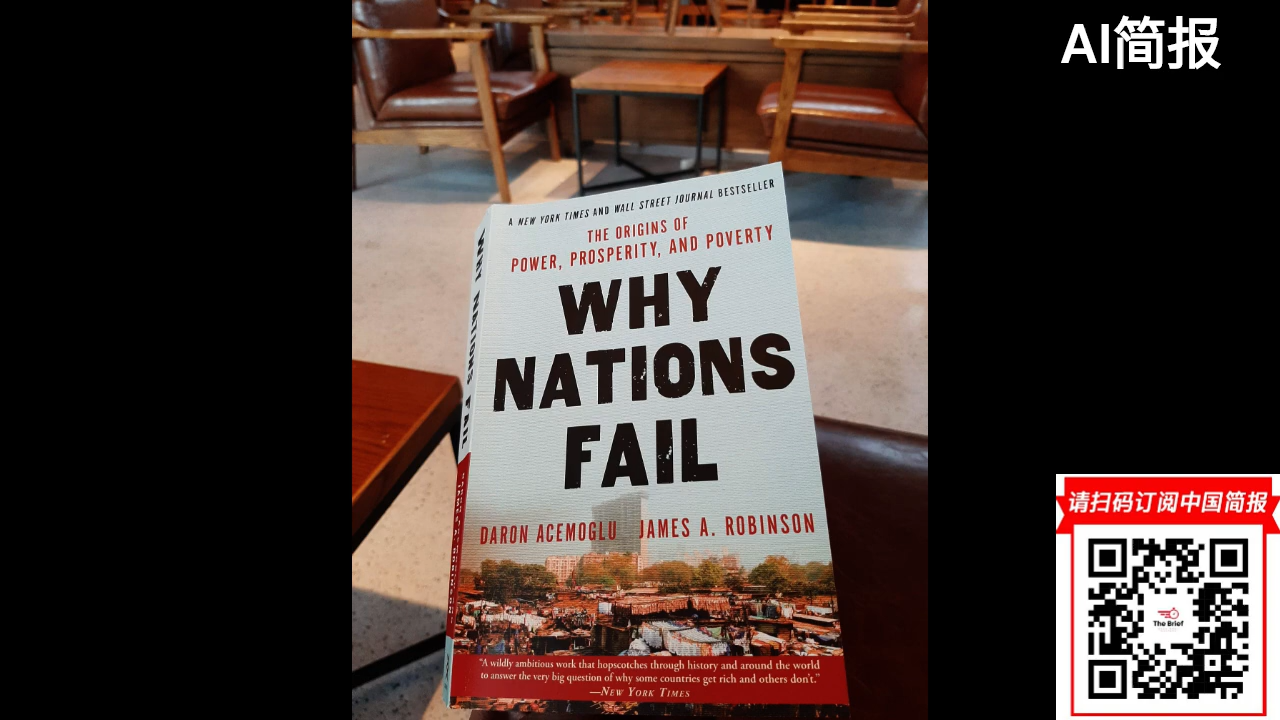 AI简报
A NEW YORK TIMES AND WALL STREET JOURNAL BESTSELLER
THE ORIGINS OF
POWER, PROSPERITY, AND POVERTY
WHY
NATIONS
FAIL
DARON ACEMOGLU JAMES A. ROBINSON
"A wildly ambitious work that hopscotches through history and around the world
to answer the very big question of why some countries get rich and others don't."
—NEW YORK TIMES
WHY NATIONS FAIL
请扫码订阅中国简报
The Brief